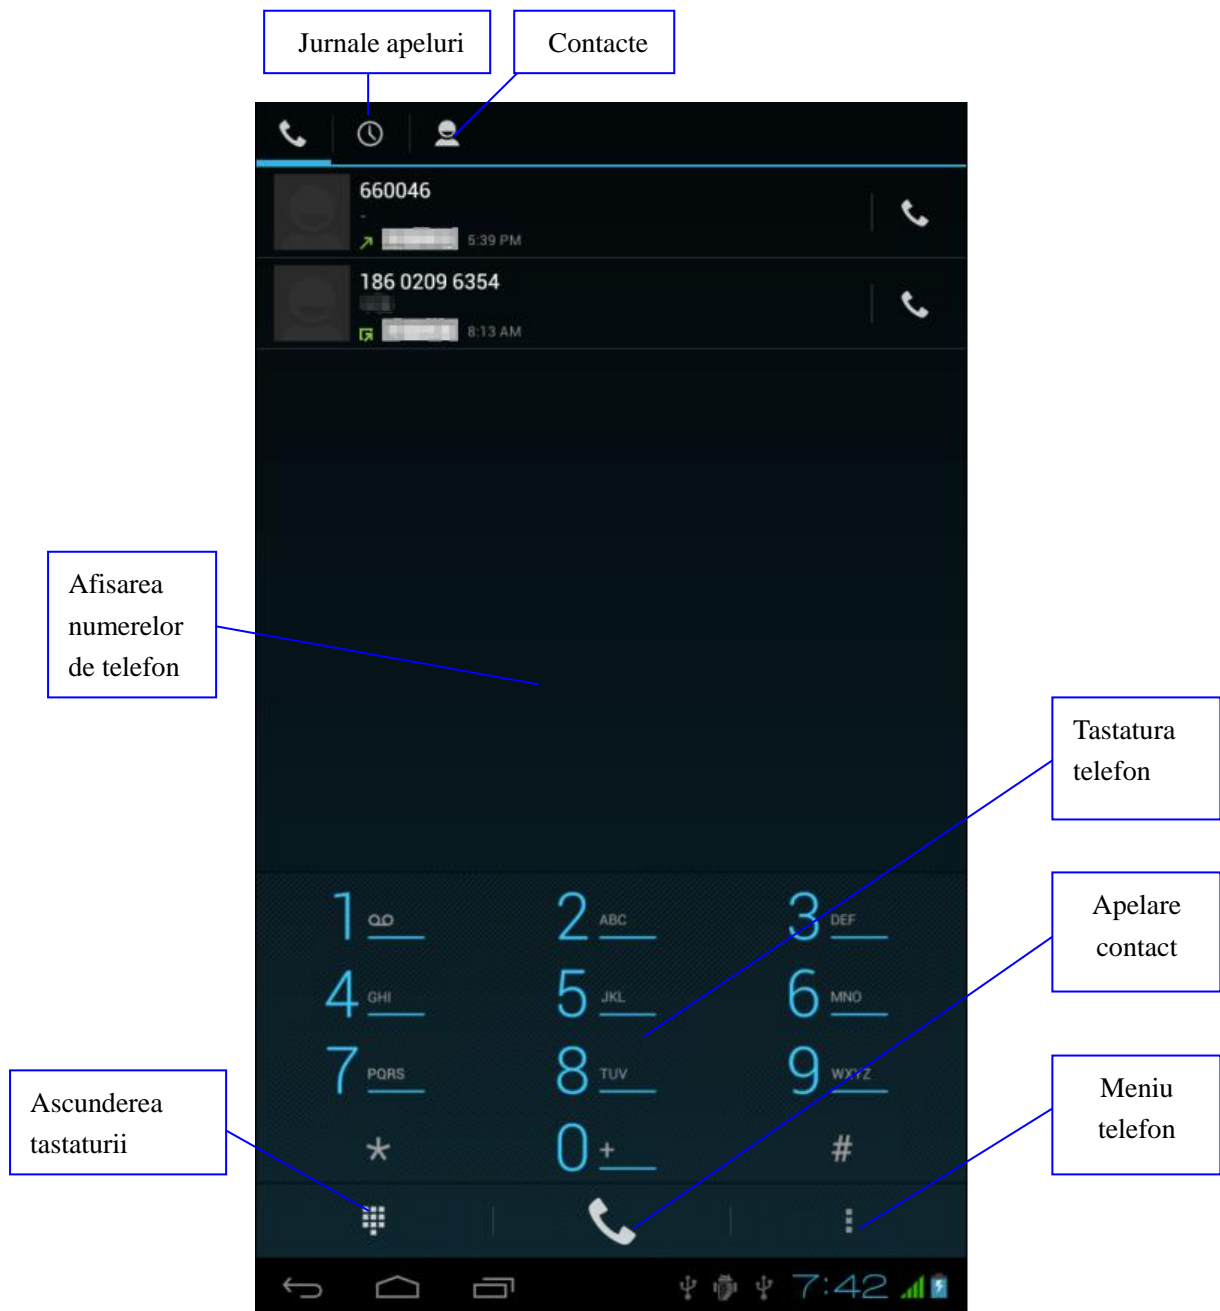 Jurnale apeluri
Contacte
660046
-
5:39 PM
186 0209 6354
8:13 AM
Afisarea
numerelor
de telefon
Tastatura
telefon
1
2 ABC
3 DEF
Apelare
contact
4 GHI
5 JKL
6 MNO
7 PQRS
8 TUV
9 WXYZ
Ascunderea
tastaturii
Meniu
telefon
*
0 +
#
7:42